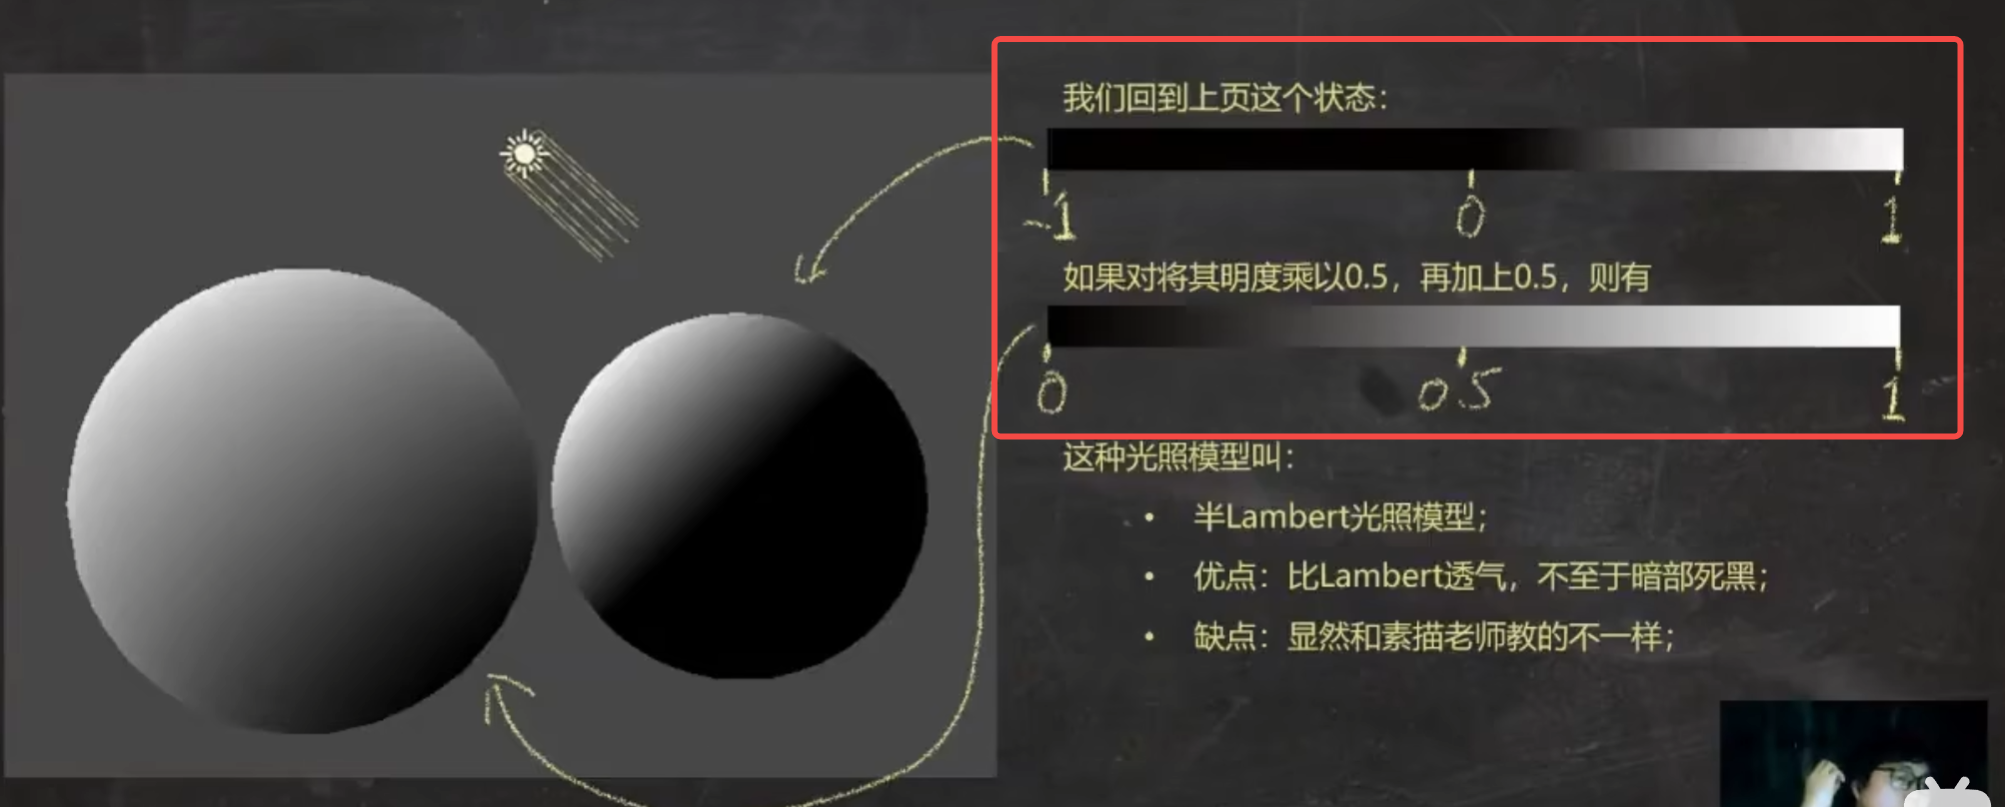 我们回到上页这个状态：
-1 0 1
如果对将其明度乘以0.5，再加上0.5，则有
0 0.5 1
这种光照模型叫：
• 半Lambert光照模型；
• 优点：比Lambert透气，不至于暗部死黑；
• 缺点：显然和素描老师教的不一样；